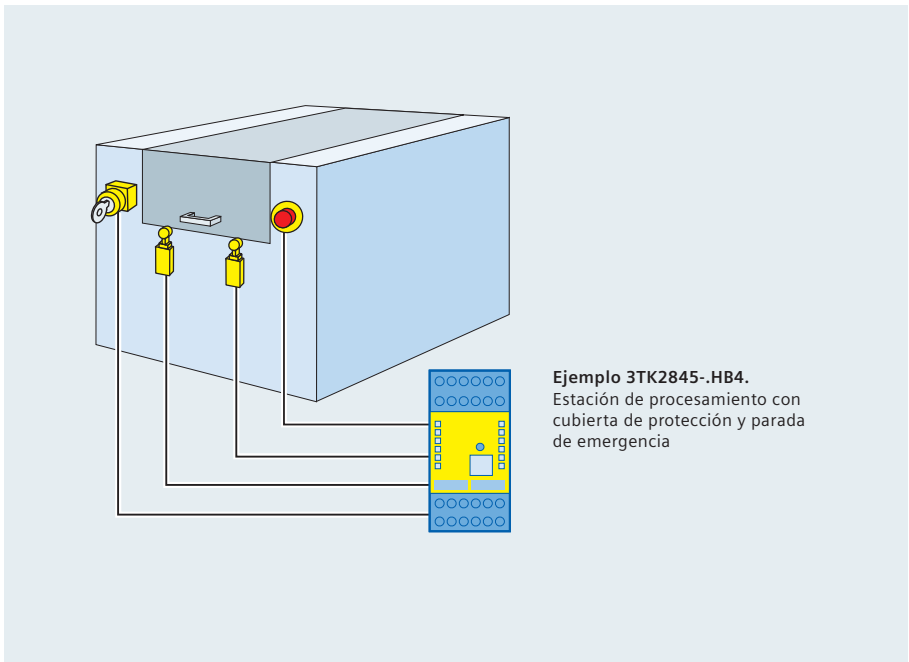 Ejemplo 3TK2845-.HB4.
Estación de procesamiento con
cubierta de protección y parada
de emergencia